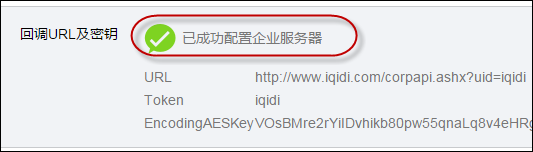 回调URL及密钥 已成功配置企业服务器
URL http://www.iqidi.com/corpapi.ashx?uid=iqidi
Token iqidi
EncodingAESKey VOsBMre2rYiIDvhikb80pw55qnaLq8v4eHRg